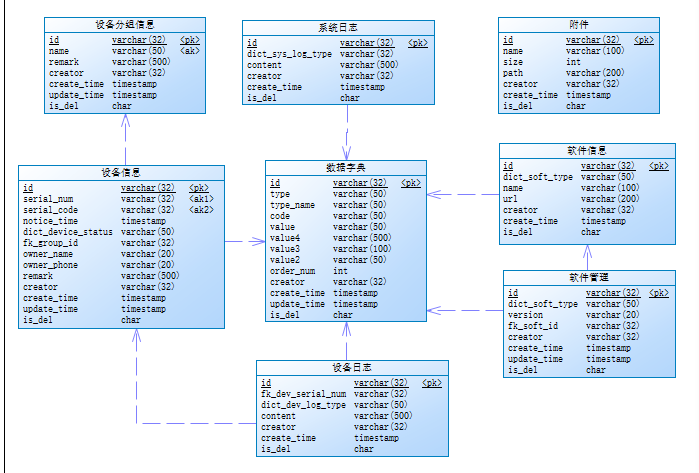 设备分组信息
id varchar(32) <pk>
name varchar(50) <ak>
remark varchar(500)
creator varchar(32)
create_time timestamp
update_time timestamp
is_del char
系统日志
id varchar(32) <pk>
dict_sys_log_type varchar(32)
content varchar(500)
creator varchar(32)
create_time timestamp
is_del char
附件
id varchar(32) <pk>
name varchar(100)
size int
path varchar(200)
creator varchar(32)
create_time timestamp
is_del char
设备信息
id varchar(32) <pk>
serial_num varchar(32) <ak1>
serial_code varchar(32) <ak2>
notice_time timestamp
dict_device_status varchar(50)
fk_group_id varchar(32)
owner_name varchar(20)
owner_phone varchar(20)
remark varchar(500)
creator varchar(32)
create_time timestamp
update_time timestamp
is_del char
数据字典
id varchar(32) <pk>
type varchar(50)
type_name varchar(50)
code varchar(50)
value varchar(50)
value4 varchar(500)
value3 varchar(100)
value2 varchar(50)
order_num int
creator varchar(32)
create_time timestamp
update_time timestamp
is_del char
软件信息
id varchar(32) <pk>
dict_soft_type varchar(50)
name varchar(100)
url varchar(200)
creator varchar(32)
create_time timestamp
is_del char
软件管理
id varchar(32) <pk>
dict_soft_type varchar(50)
version varchar(20)
fk_soft_id varchar(32)
creator varchar(32)
create_time timestamp
update_time timestamp
is_del char
设备日志
id varchar(32) <pk>
fk_dev_serial_num varchar(32)
dict_dev_log_type varchar(50)
content varchar(500)
creator varchar(32)
create_time timestamp
is_del char